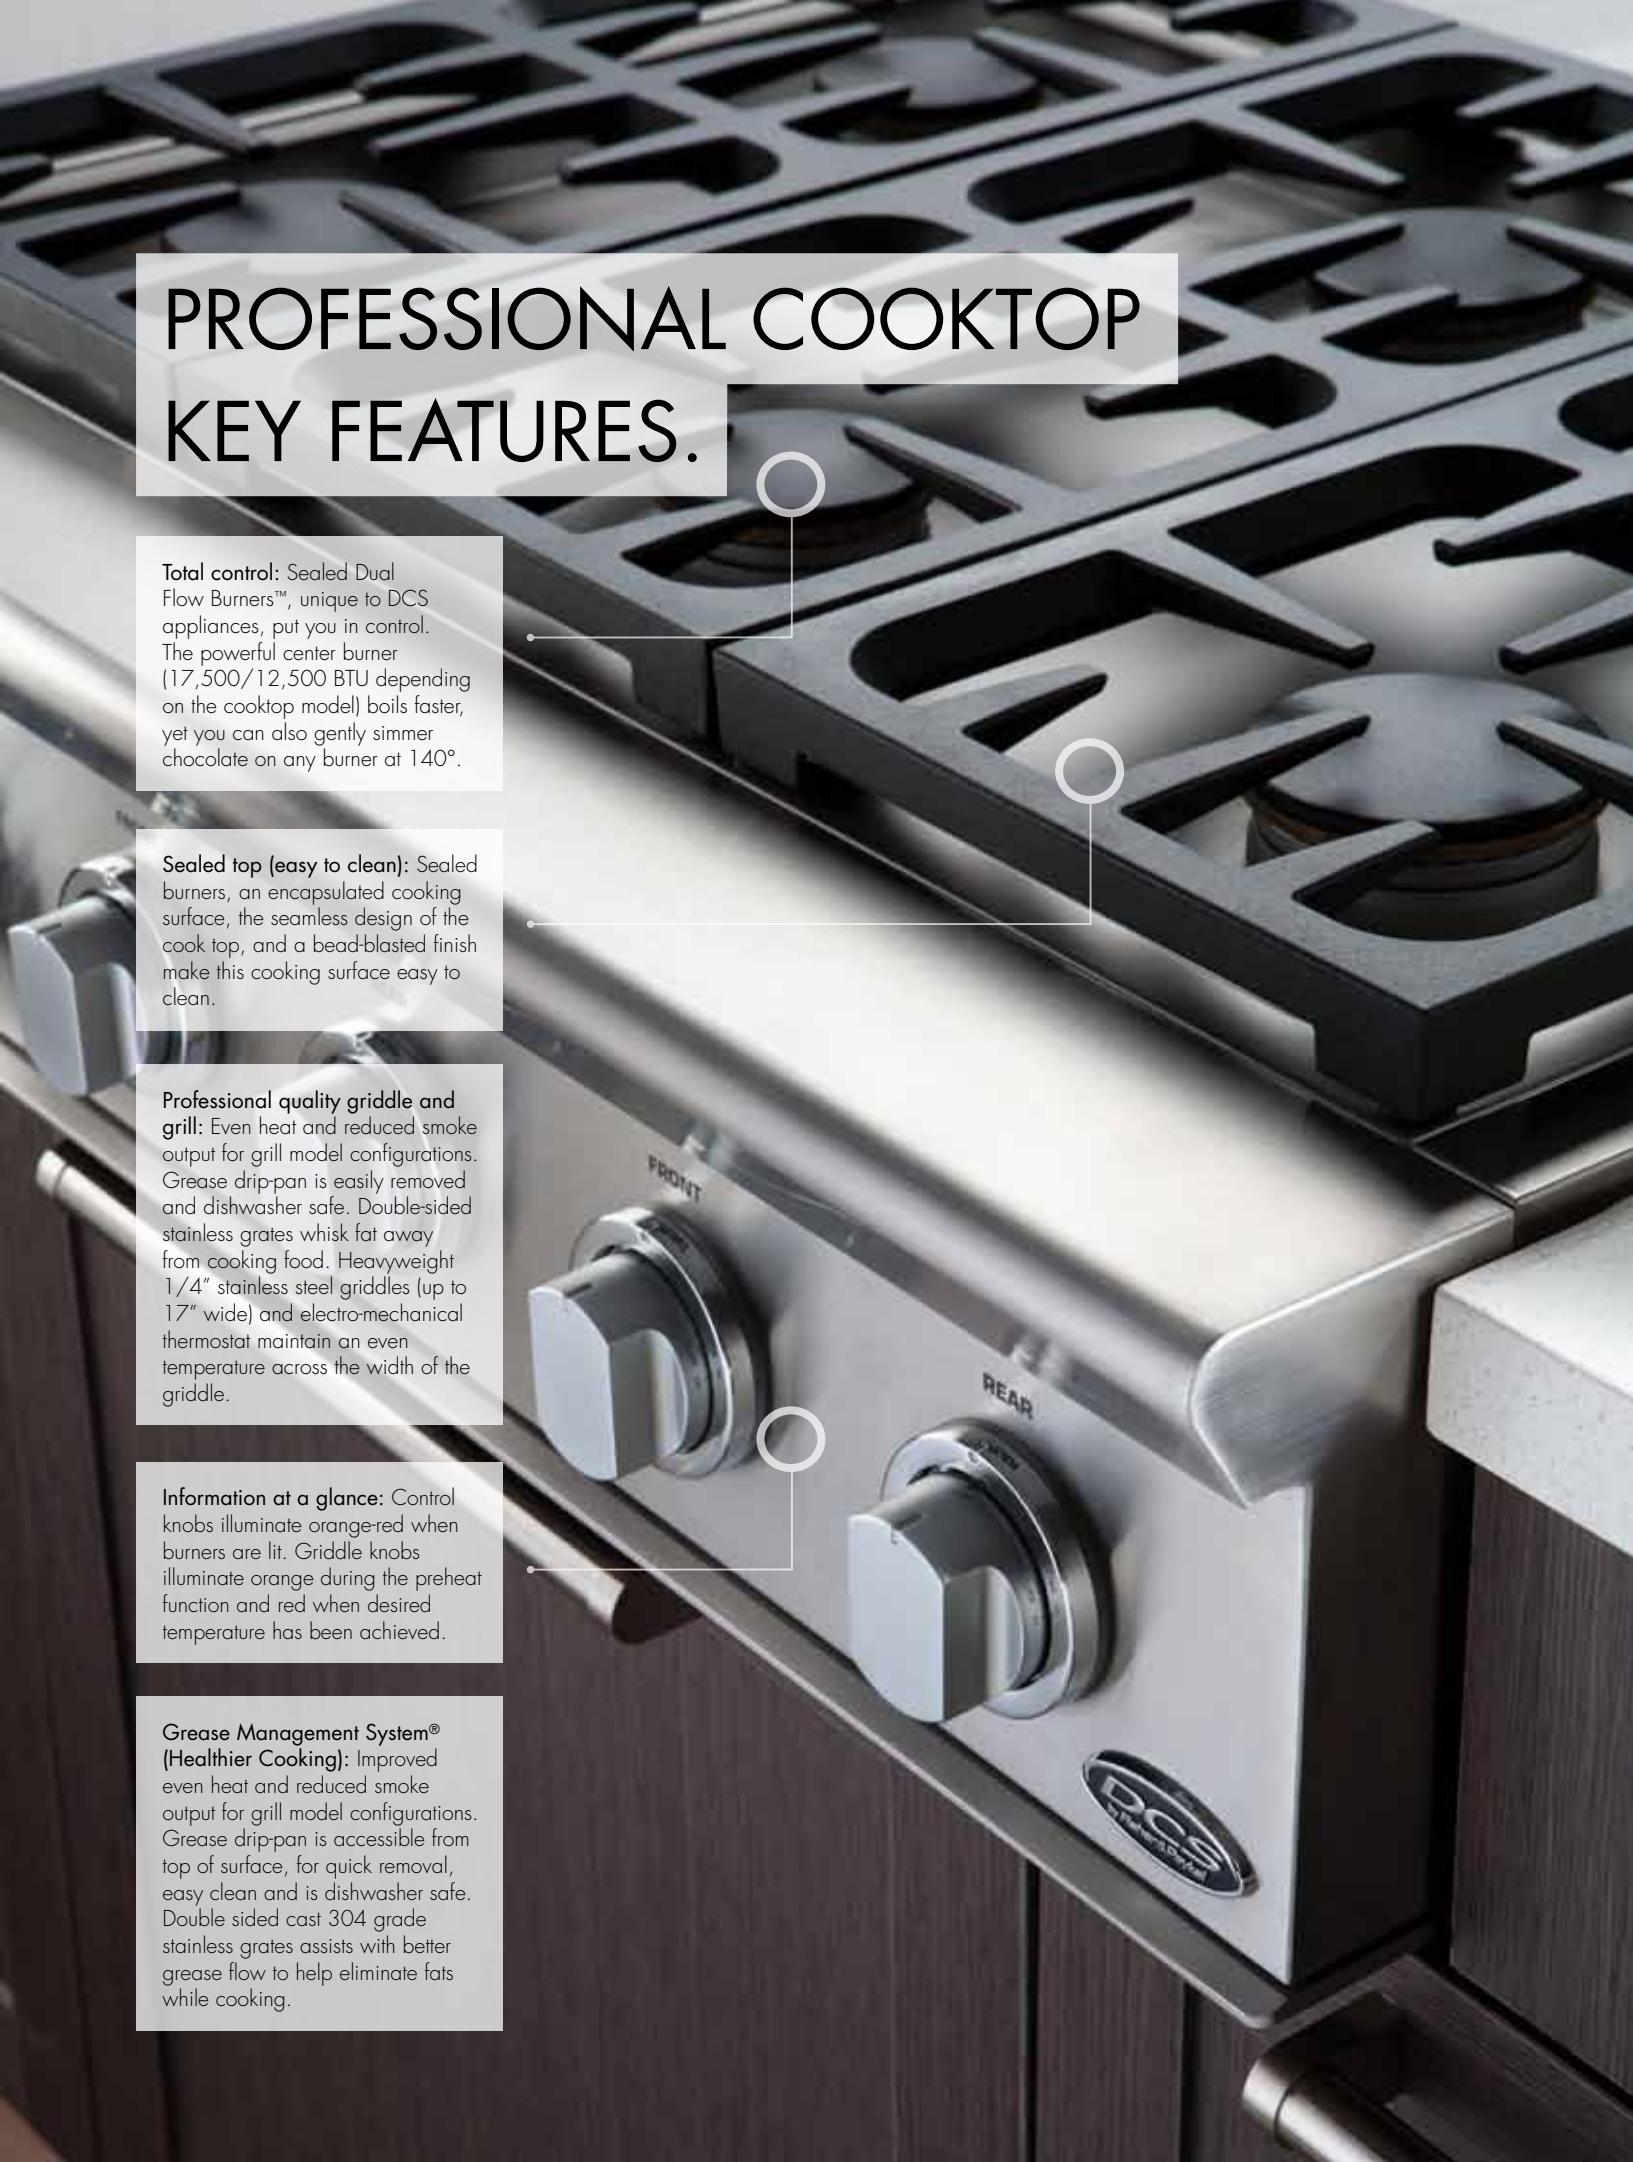 PROFESSIONAL COOKTOP
KEY FEATURES.
Total control: Sealed Dual
Flow Burners™, unique to DCS
appliances, put you in control.
The powerful center burner
(17,500/12,500 BTU depending
on the cooktop model) boils faster,
yet you can also gently simmer
chocolate on any burner at 140°.
Sealed top (easy to clean): Sealed
burners, an encapsulated cooking
surface, the seamless design of the
cook top, and a bead-blasted finish
make this cooking surface easy to
clean.
Professional quality griddle and
grill: Even heat and reduced smoke
output for grill model configurations.
Grease drip-pan is easily removed
and dishwasher safe. Double-sided
stainless grates whisk fat away
from cooking food. Heavyweight
1/4” stainless steel griddles (up to
17” wide) and electro-mechanical
thermostat maintain an even
temperature across the width of the
griddle.
Information at a glance: Control
knobs illuminate orange-red when
burners are lit. Griddle knobs
illuminate orange during the preheat
function and red when desired
temperature has been achieved.
Grease Management System®
(Healthier Cooking): Improved
even heat and reduced smoke
output for grill model configurations.
Grease drip-pan is accessible from
top of surface, for quick removal,
easy clean and is dishwasher safe.
Double sided cast 304 grade
stainless grates assists with better
grease flow to help eliminate fats
while cooking.
FRONT
REAR
DCS
by Fisher & Paykel